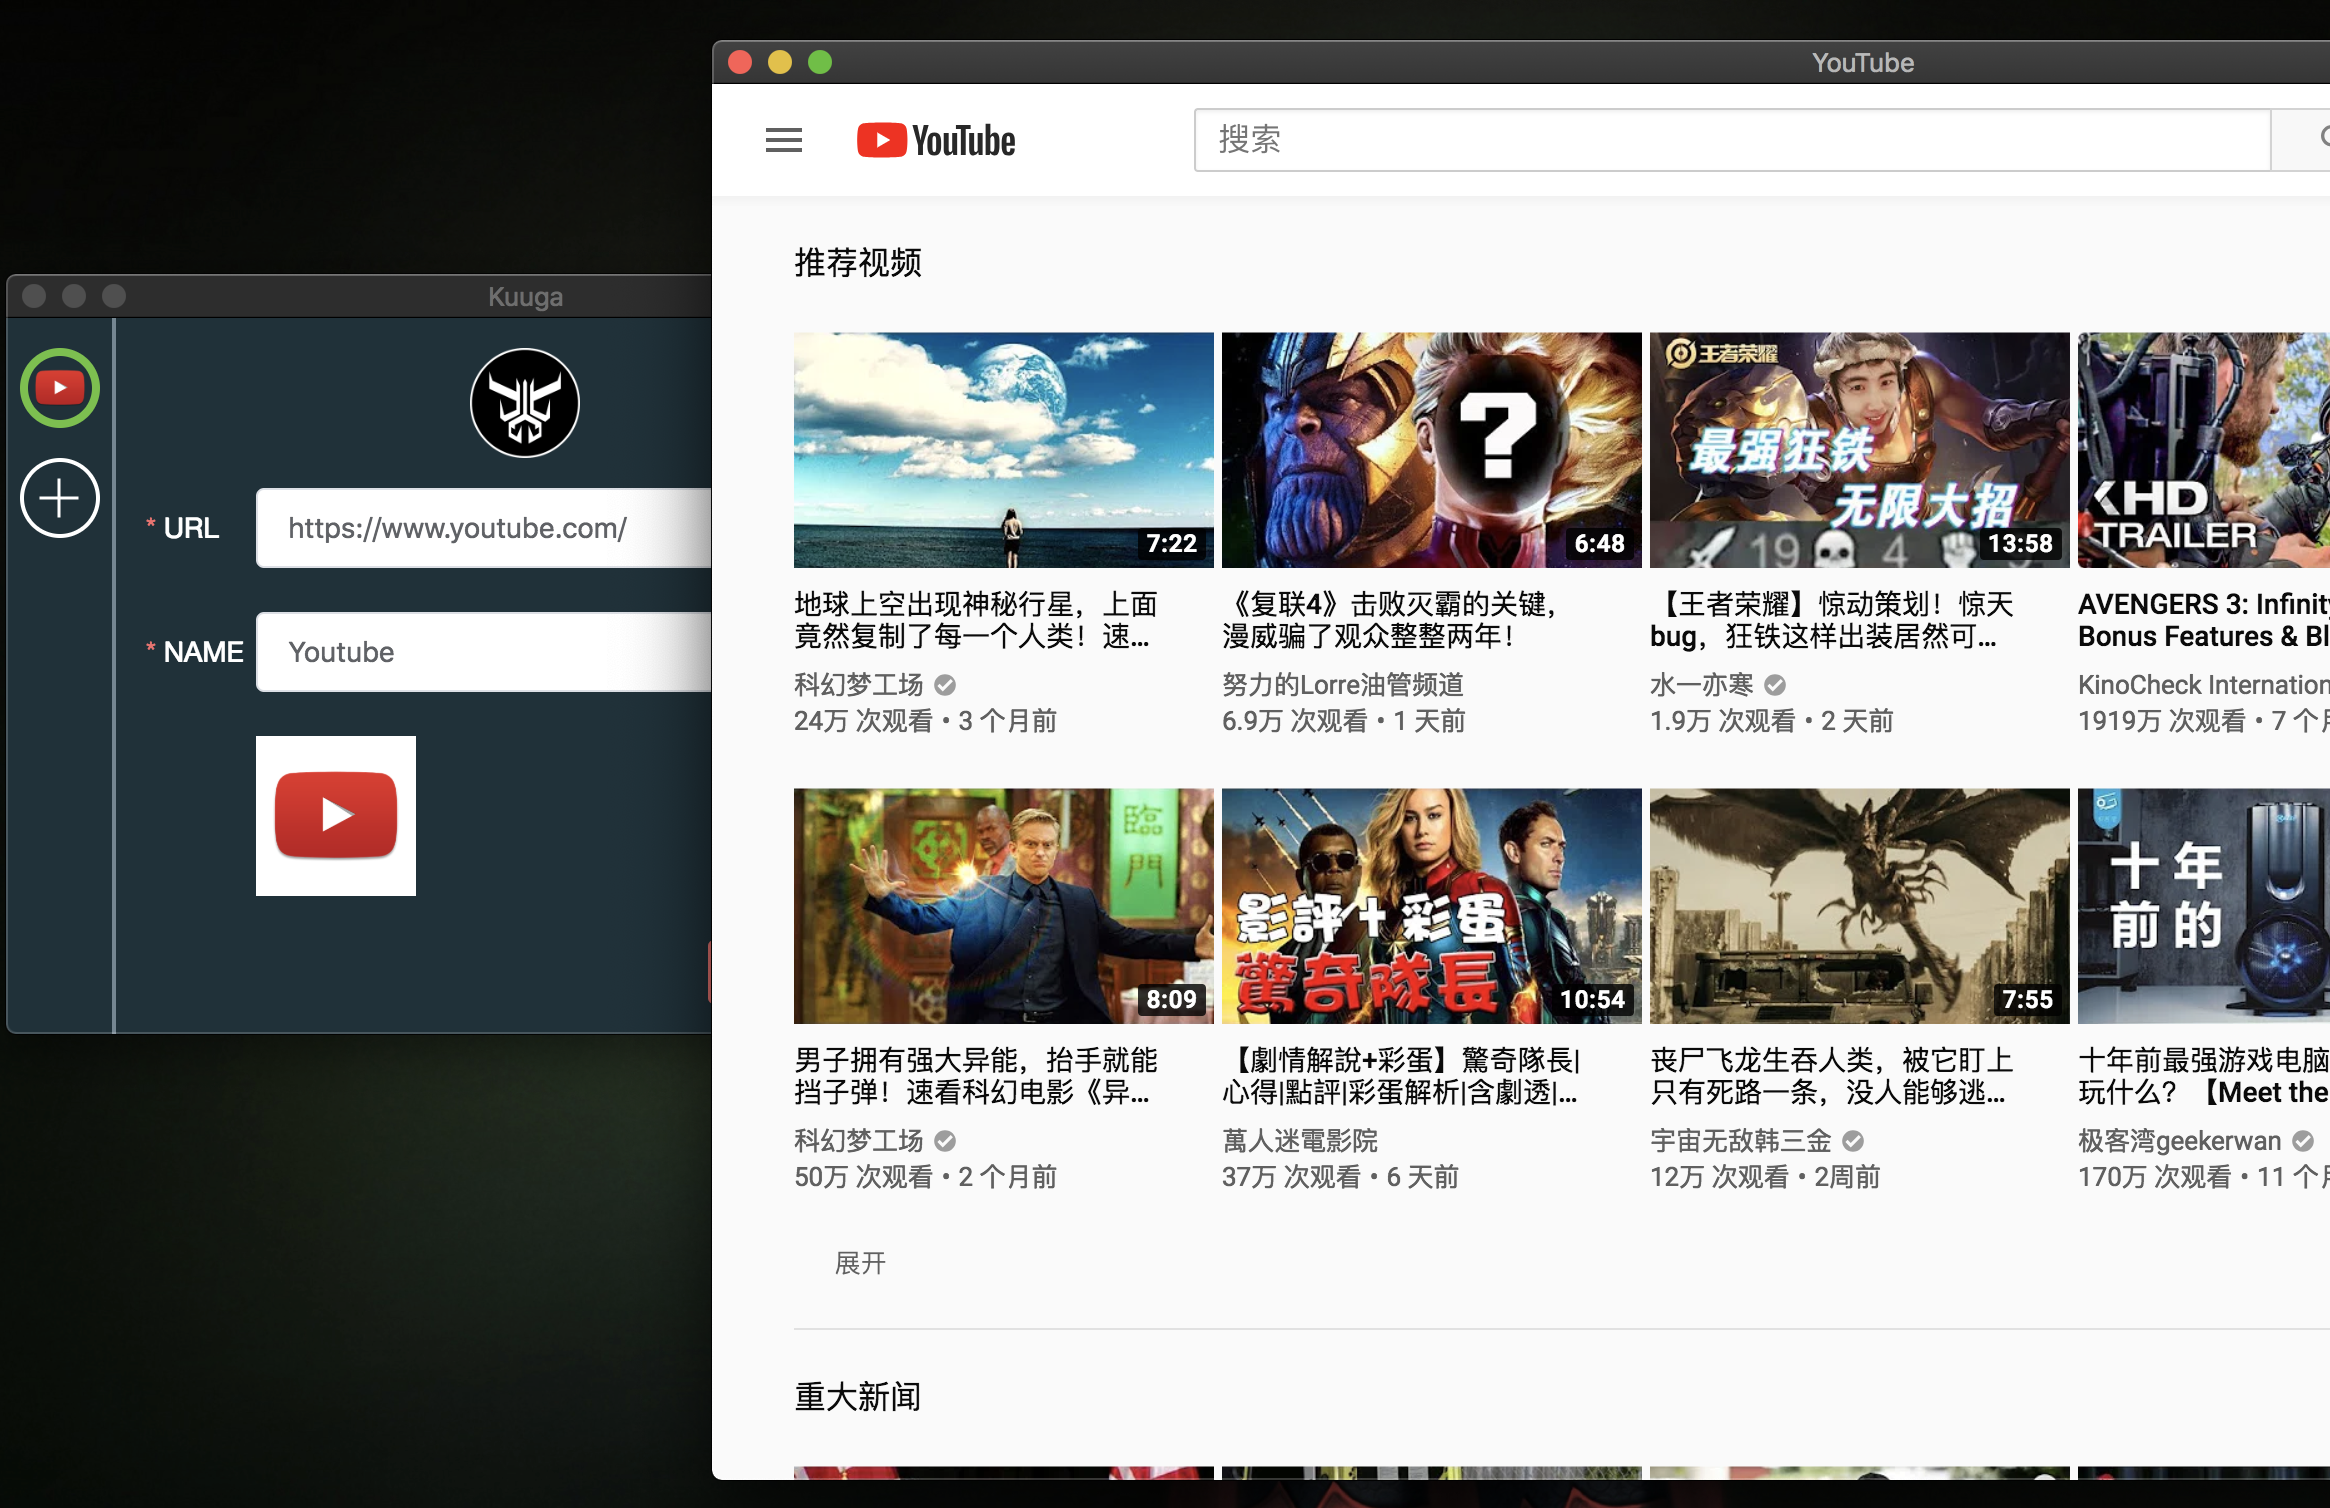 Kuuga
* URL
https://www.youtube.com/
* NAME
Youtube
YouTube
YouTube
搜索
推荐视频
7:22
6:48
王者荣耀
最强狂铁
无限大招
19
4
13:58
HD
TRAILER
地球上空出现神秘行星，上面
竟然复制了每一个人类！速...
科幻梦工场
24万 次观看 • 3 个月前
《复联4》击败灭霸的关键，
漫威骗了观众整整两年！
努力的Lorre油管频道
6.9万 次观看 • 1 天前
【王者荣耀】惊动策划！惊天
bug，狂铁这样出装居然可...
水一亦寒
1.9万 次观看 • 2 天前
AVENGERS 3: Infinity
Bonus Features & Bl
KinoCheck Internation
1919万 次观看 • 7 个月
臨
門
8:09
影評+彩蛋
驚奇隊長
10:54
7:55
十年
前的
男子拥有强大异能，抬手就能
挡子弹！速看科幻电影《异...
科幻梦工场
50万 次观看 • 2 个月前
【劇情解說+彩蛋】驚奇隊長|
心得|點評|彩蛋解析|含劇透|...
萬人迷電影院
37万 次观看 • 6 天前
丧尸飞龙生吞人类，被它盯上
只有死路一条，没人能够逃...
宇宙无敌韩三金
12万 次观看 • 2周前
十年前最强游戏电脑
玩什么？【Meet the
极客湾geekerwan
170万 次观看 • 11 个月
展开
重大新闻